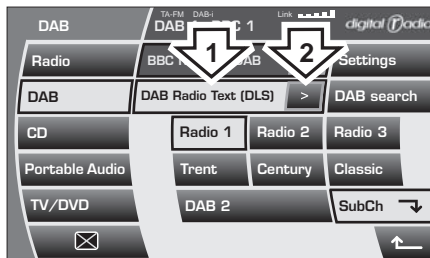 DAB
TA-FM DAB-i
DAB BBC 1
Link
digital radio
Radio
BBC DAB
Settings
DAB
DAB Radio Text (DLS) >
DAB search
1
2
CD
Radio 1
Radio 2
Radio 3
Portable Audio
Trent
Century
Classic
TV/DVD
DAB 2
SubCh